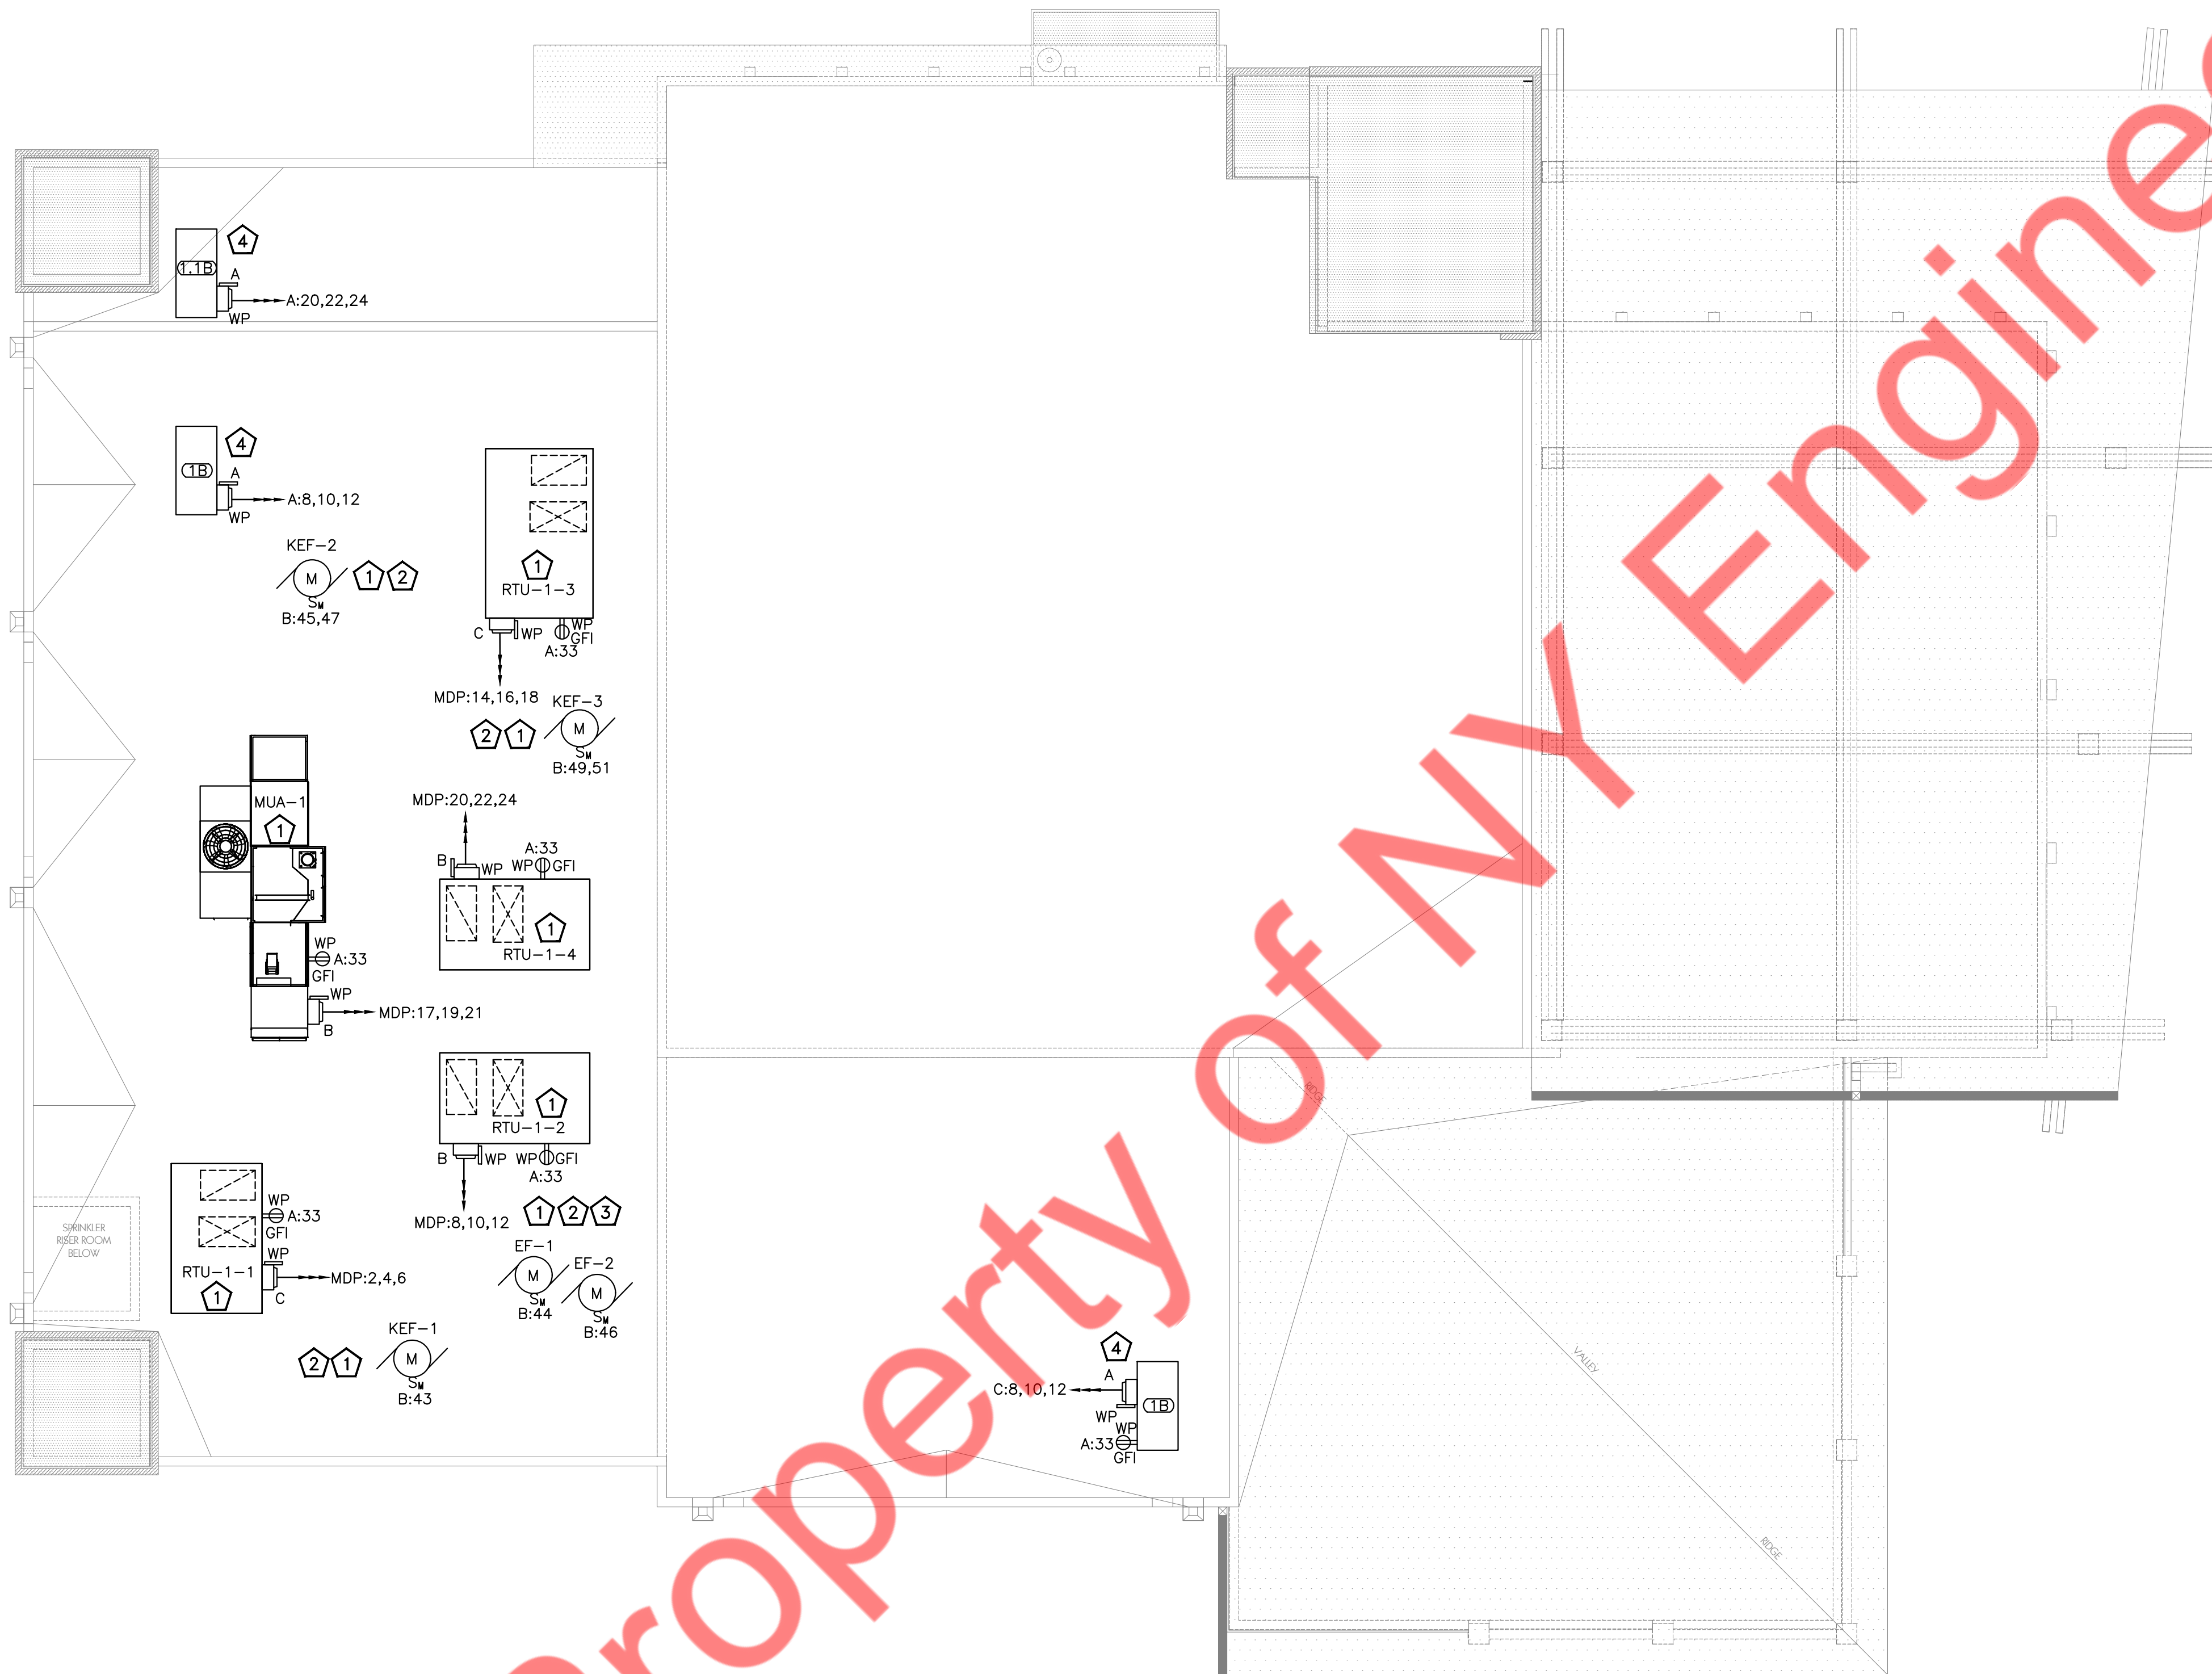 4
1.1B
A
A:20,22,24
WP
4
1B
A
A:8,10,12
WP
KEF-2
M
1
2
SM
B:45,47
1
RTU-1-3
C
WP
WP
GFI
A:33
MDP:14,16,18
KEF-3
2
1
M
SM
B:49,51
MUA-1
1
MDP:20,22,24
A:33
B
WP
WP
GFI
1
RTU-1-4
WP
A:33
GFI
WP
MDP:17,19,21
B
1
RTU-1-2
B
WP
WP
GFI
A:33
MDP:8,10,12
1
2
3
SPRINKLER
RISER ROOM
BELOW
WP
A:33
GFI
WP
RTU-1-1
MDP:2,4,6
1
C
EF-1
M
SM
B:44
EF-2
M
SM
B:46
KEF-1
2
1
M
SM
B:43
4
A
C:8,10,12
1B
WP
WP
A:33
GFI
RIDGE
VALLEY
RIDGE
Property of NY Engine